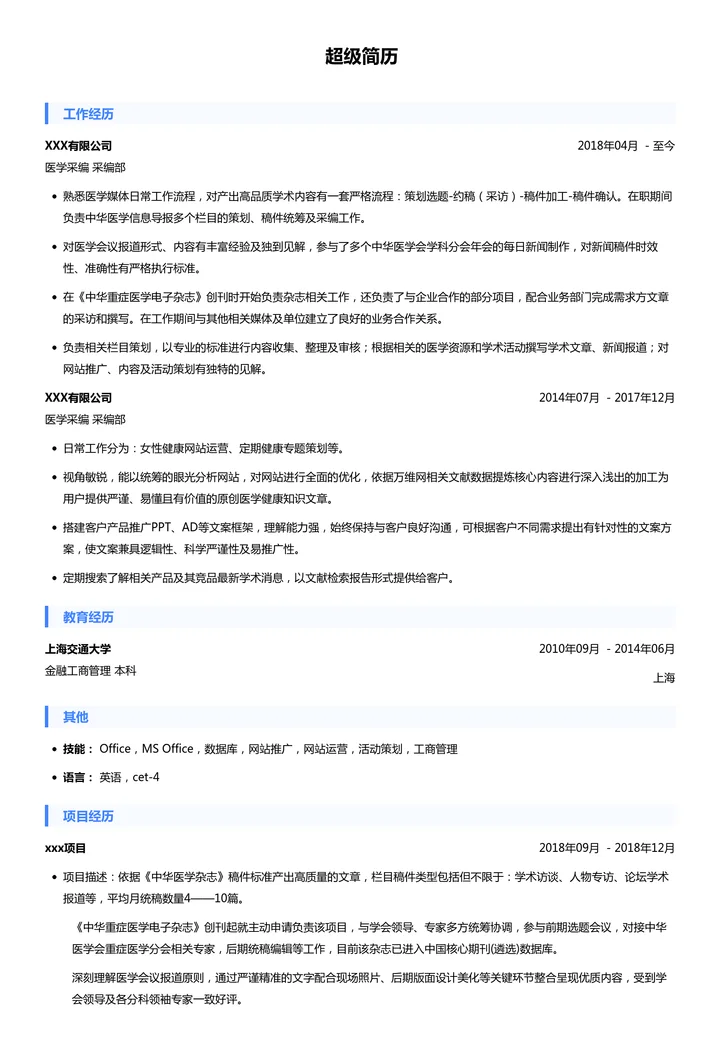 超级简历
工作经历
XXX有限公司 2018年04月 - 至今
医学采编 采编部
• 熟悉医学媒体日常工作流程，对产出高品质学术内容有一套严格流程：策划选题-约稿（采访）-稿件加工-稿件确认。在职期间
负责中华医学信息导报多个栏目的策划、稿件统筹及采编工作。
• 对医学会议报道形式、内容有丰富经验及独到见解，参与了多个中华医学会学科分会年会的每日新闻制作，对新闻稿件时效
性、准确性有严格执行标准。
• 在《中华重症医学电子杂志》创刊时开始负责杂志相关工作，还负责了与企业合作的部分项目，配合业务部门完成需求方文章
的采访和撰写。在工作期间与其他相关媒体及单位建立了良好的业务合作关系。
• 负责相关栏目策划，以专业的标准进行内容收集、整理及审核；根据相关的医学资源和学术活动撰写学术文章、新闻报道；对
网站推广、内容及活动策划有独特的见解。
XXX有限公司 2014年07月 - 2017年12月
医学采编 采编部
• 日常工作分为：女性健康网站运营、定期健康专题策划等。
• 视角敏锐，能以统筹的眼光分析网站，对网站进行全面的优化，依据万维网相关文献数据提炼核心内容进行深入浅出的加工为
用户提供严谨、易懂且有价值的原创医学健康知识文章。
• 搭建客户产品推广PPT、AD等文案框架，理解能力强，始终保持与客户良好沟通，可根据客户不同需求提出有针对性的文案方
案，使文案兼具逻辑性、科学严谨性及易推广性。
• 定期搜索了解相关产品及其竞品最新学术消息，以文献检索报告形式提供给客户。
教育经历
上海交通大学 2010年09月 - 2014年06月
金融工商管理 本科
上海
其他
• 技能： Office，MS Office，数据库，网站推广，网站运营，活动策划，工商管理
• 语言： 英语，cet-4
项目经历
xxx项目 2018年09月 - 2018年12月
• 项目描述：依据《中华医学杂志》稿件标准产出高质量的文章，栏目稿件类型包括但不限于：学术访谈、人物专访、论坛学术
报道等，平均月统稿数量4——10篇。
《中华重症医学电子杂志》创刊起就主动申请负责该项目，与学会领导、专家多方统筹协调，参与前期选题会议，对接中华
医学会重症医学分会相关专家，后期统稿编辑等工作，目前该杂志已进入中国核心期刊(遴选)数据库。
深刻理解医学会议报道原则，通过严谨精准的文字配合现场照片、后期版面设计美化等关键环节整合呈现优质内容，受到学
会领导及各分科领袖专家一致好评。